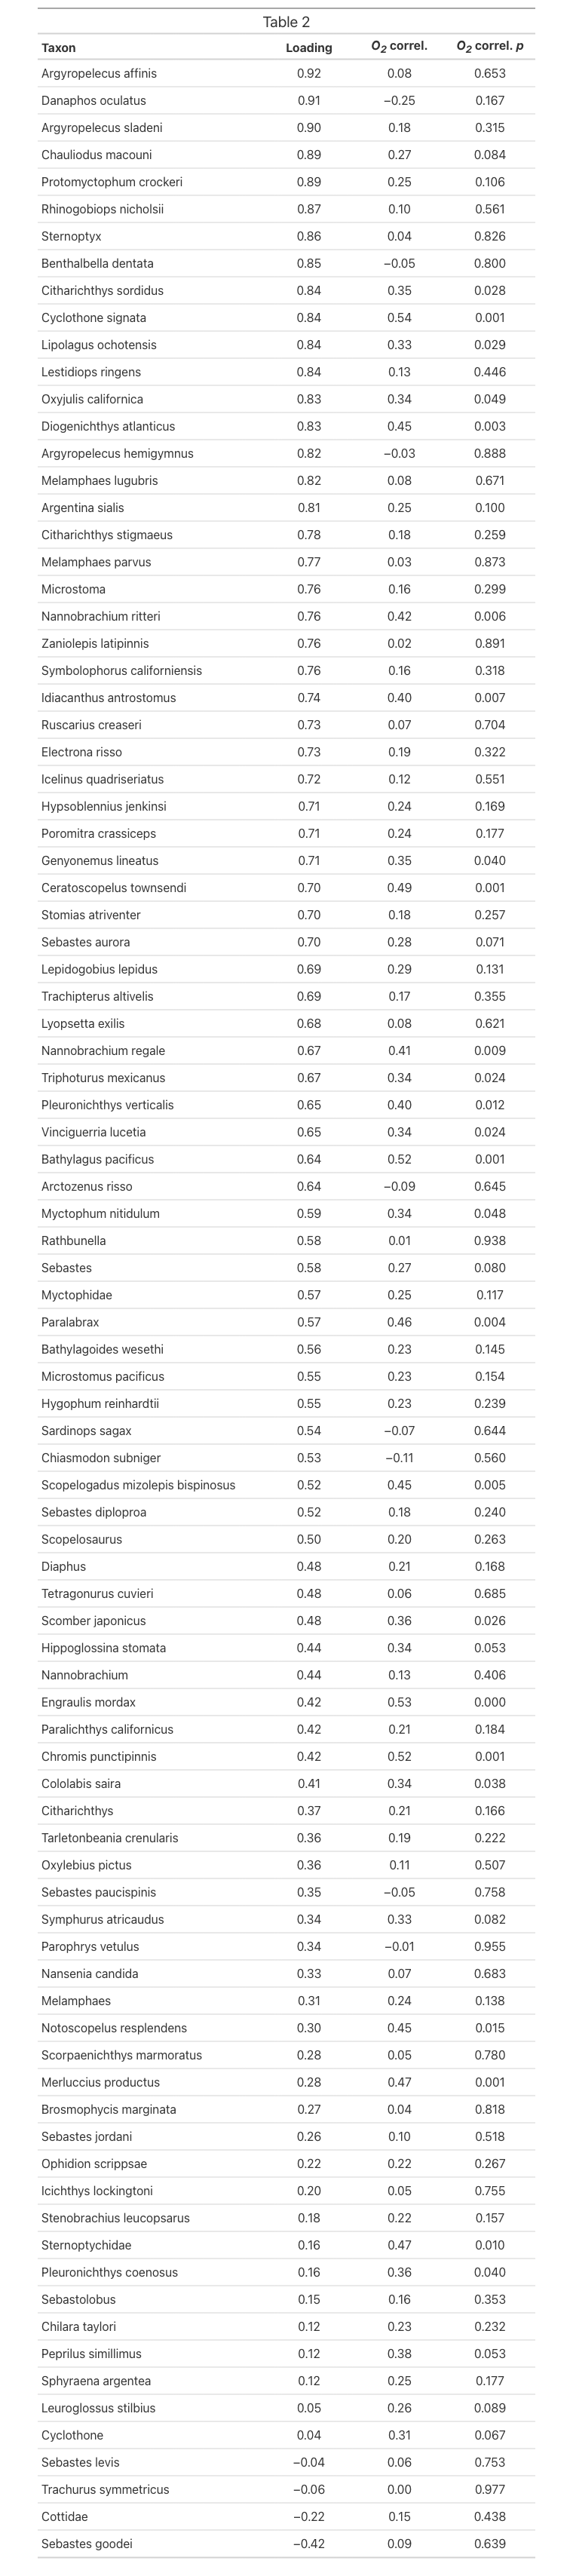 Table 2
Taxon Loading O2 correl. O2 correl. p
Argyropelecus affinis 0.92 0.08 0.653
Danaphos oculatus 0.91 −0.25 0.167
Argyropelecus sladeni 0.90 0.18 0.315
Chauliodus macouni 0.89 0.27 0.084
Protomyctophum crockeri 0.89 0.25 0.106
Rhinogobiops nicholsii 0.87 0.10 0.561
Sternoptyx 0.86 0.04 0.826
Benthalbella dentata 0.85 −0.05 0.800
Citharichthys sordidus 0.84 0.35 0.028
Cyclothone signata 0.84 0.54 0.001
Lipolagus ochotensis 0.84 0.33 0.029
Lestidiops ringens 0.84 0.13 0.446
Oxyjulis californica 0.83 0.34 0.049
Diogenichthys atlanticus 0.83 0.45 0.003
Argyropelecus hemigymnus 0.82 −0.03 0.888
Melamphaes lugubris 0.82 0.08 0.671
Argentina sialis 0.81 0.25 0.100
Citharichthys stigmaeus 0.78 0.18 0.259
Melamphaes parvus 0.77 0.03 0.873
Microstoma 0.76 0.16 0.299
Nannobrachium ritteri 0.76 0.42 0.006
Zaniolepis latipinnis 0.76 0.02 0.891
Symbolophorus californiensis 0.76 0.16 0.318
Idiacanthus antrostomus 0.74 0.40 0.007
Ruscarius creaseri 0.73 0.07 0.704
Electrona risso 0.73 0.19 0.322
Icelinus quadriseriatus 0.72 0.12 0.551
Hypsoblennius jenkinsi 0.71 0.24 0.169
Poromitra crassiceps 0.71 0.24 0.177
Genyonemus lineatus 0.71 0.35 0.040
Ceratoscopelus townsendi 0.70 0.49 0.001
Stomias atriventer 0.70 0.18 0.257
Sebastes aurora 0.70 0.28 0.071
Lepidogobius lepidus 0.69 0.29 0.131
Trachipterus altivelis 0.69 0.17 0.355
Lyopsetta exilis 0.68 0.08 0.621
Nannobrachium regale 0.67 0.41 0.009
Triphoturus mexicanus 0.67 0.34 0.024
Pleuronichthys verticalis 0.65 0.40 0.012
Vinciguerria lucetia 0.65 0.34 0.024
Bathylagus pacificus 0.64 0.52 0.001
Arctozenus risso 0.64 −0.09 0.645
Myctophum nitidulum 0.59 0.34 0.048
Rathbunella 0.58 0.01 0.938
Sebastes 0.58 0.27 0.080
Myctophidae 0.57 0.25 0.117
Paralabrax 0.57 0.46 0.004
Bathylagoides wesethi 0.56 0.23 0.145
Microstomus pacificus 0.55 0.23 0.154
Hygophum reinhardtii 0.55 0.23 0.239
Sardinops sagax 0.54 −0.07 0.644
Chiasmodon subniger 0.53 −0.11 0.560
Scopelogadus mizolepis bispinosus 0.52 0.45 0.005
Sebastes diploproa 0.52 0.18 0.240
Scopelosaurus 0.50 0.20 0.263
Diaphus 0.48 0.21 0.168
Tetragonurus cuvieri 0.48 0.06 0.685
Scomber japonicus 0.48 0.36 0.026
Hippoglossina stomata 0.44 0.34 0.053
Nannobrachium 0.44 0.13 0.406
Engraulis mordax 0.42 0.53 0.000
Paralichthys californicus 0.42 0.21 0.184
Chromis punctipinnis 0.42 0.52 0.001
Cololabis saira 0.41 0.34 0.038
Citharichthys 0.37 0.21 0.166
Tarletonbeania crenularis 0.36 0.19 0.222
Oxylebius pictus 0.36 0.11 0.507
Sebastes paucispinis 0.35 −0.05 0.758
Symphurus atricaudus 0.34 0.33 0.082
Parophrys vetulus 0.34 −0.01 0.955
Nansenia candida 0.33 0.07 0.683
Melamphaes 0.31 0.24 0.138
Notoscopelus resplendens 0.30 0.45 0.015
Scorpaenichthys marmoratus 0.28 0.05 0.780
Merluccius productus 0.28 0.47 0.001
Brosmophycis marginata 0.27 0.04 0.818
Sebastes jordani 0.26 0.10 0.518
Ophidion scrippsae 0.22 0.22 0.267
Icichthys lockingtoni 0.20 0.05 0.755
Stenobrachius leucopsarus 0.18 0.22 0.157
Sternoptychidae 0.16 0.47 0.010
Pleuronichthys coenosus 0.16 0.36 0.040
Sebastolobus 0.15 0.16 0.353
Chilara taylori 0.12 0.23 0.232
Peprilus simillimus 0.12 0.38 0.053
Sphyraena argentea 0.12 0.25 0.177
Leuroglossus stilbius 0.05 0.26 0.089
Cyclothone 0.04 0.31 0.067
Sebastes levis −0.04 0.06 0.753
Trachurus symmetricus −0.06 0.00 0.977
Cottidae −0.22 0.15 0.438
Sebastes goodei −0.42 0.09 0.639